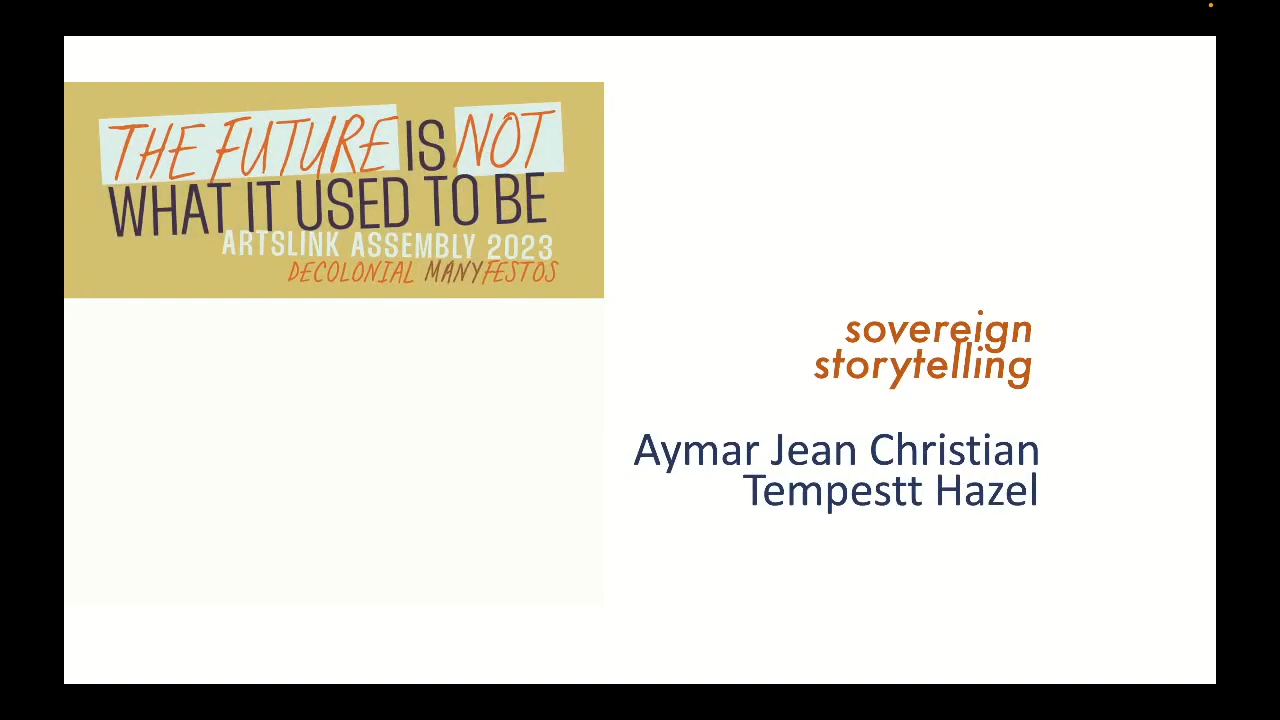 THE FUTURE IS NOT
WHAT IT USED TO BE
ARTSLINK ASSEMBLY 2023
DECOLONIAL MANYFESTOS
sovereign
storytelling
Aymar Jean Christian
Tempestt Hazel